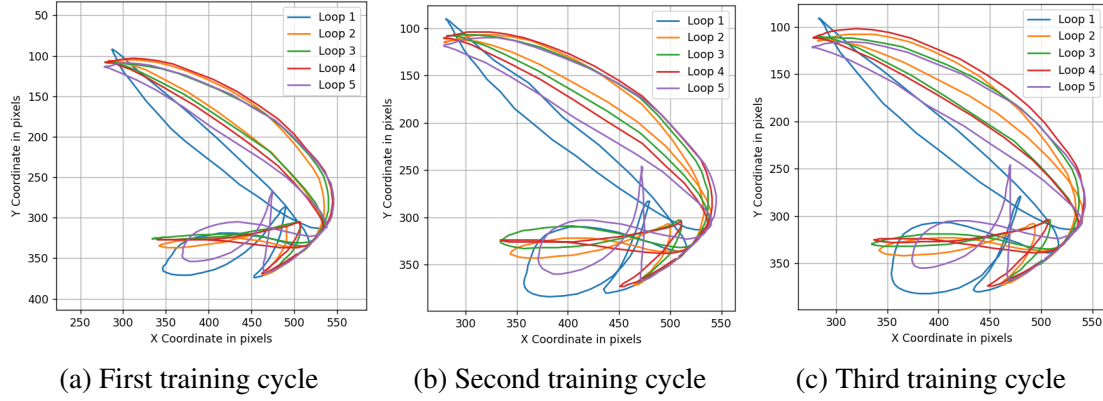 50
100
150
200
250
300
350
400
Y Coordinate in pixels
250
300
350
400
450
500
550
X Coordinate in pixels
Loop 1
Loop 2
Loop 3
Loop 4
Loop 5
(a) First training cycle
100
150
200
250
300
350
Y Coordinate in pixels
250
300
350
400
450
500
550
X Coordinate in pixels
Loop 1
Loop 2
Loop 3
Loop 4
Loop 5
(b) Second training cycle
100
150
200
250
300
350
Y Coordinate in pixels
250
300
350
400
450
500
550
X Coordinate in pixels
Loop 1
Loop 2
Loop 3
Loop 4
Loop 5
(c) Third training cycle